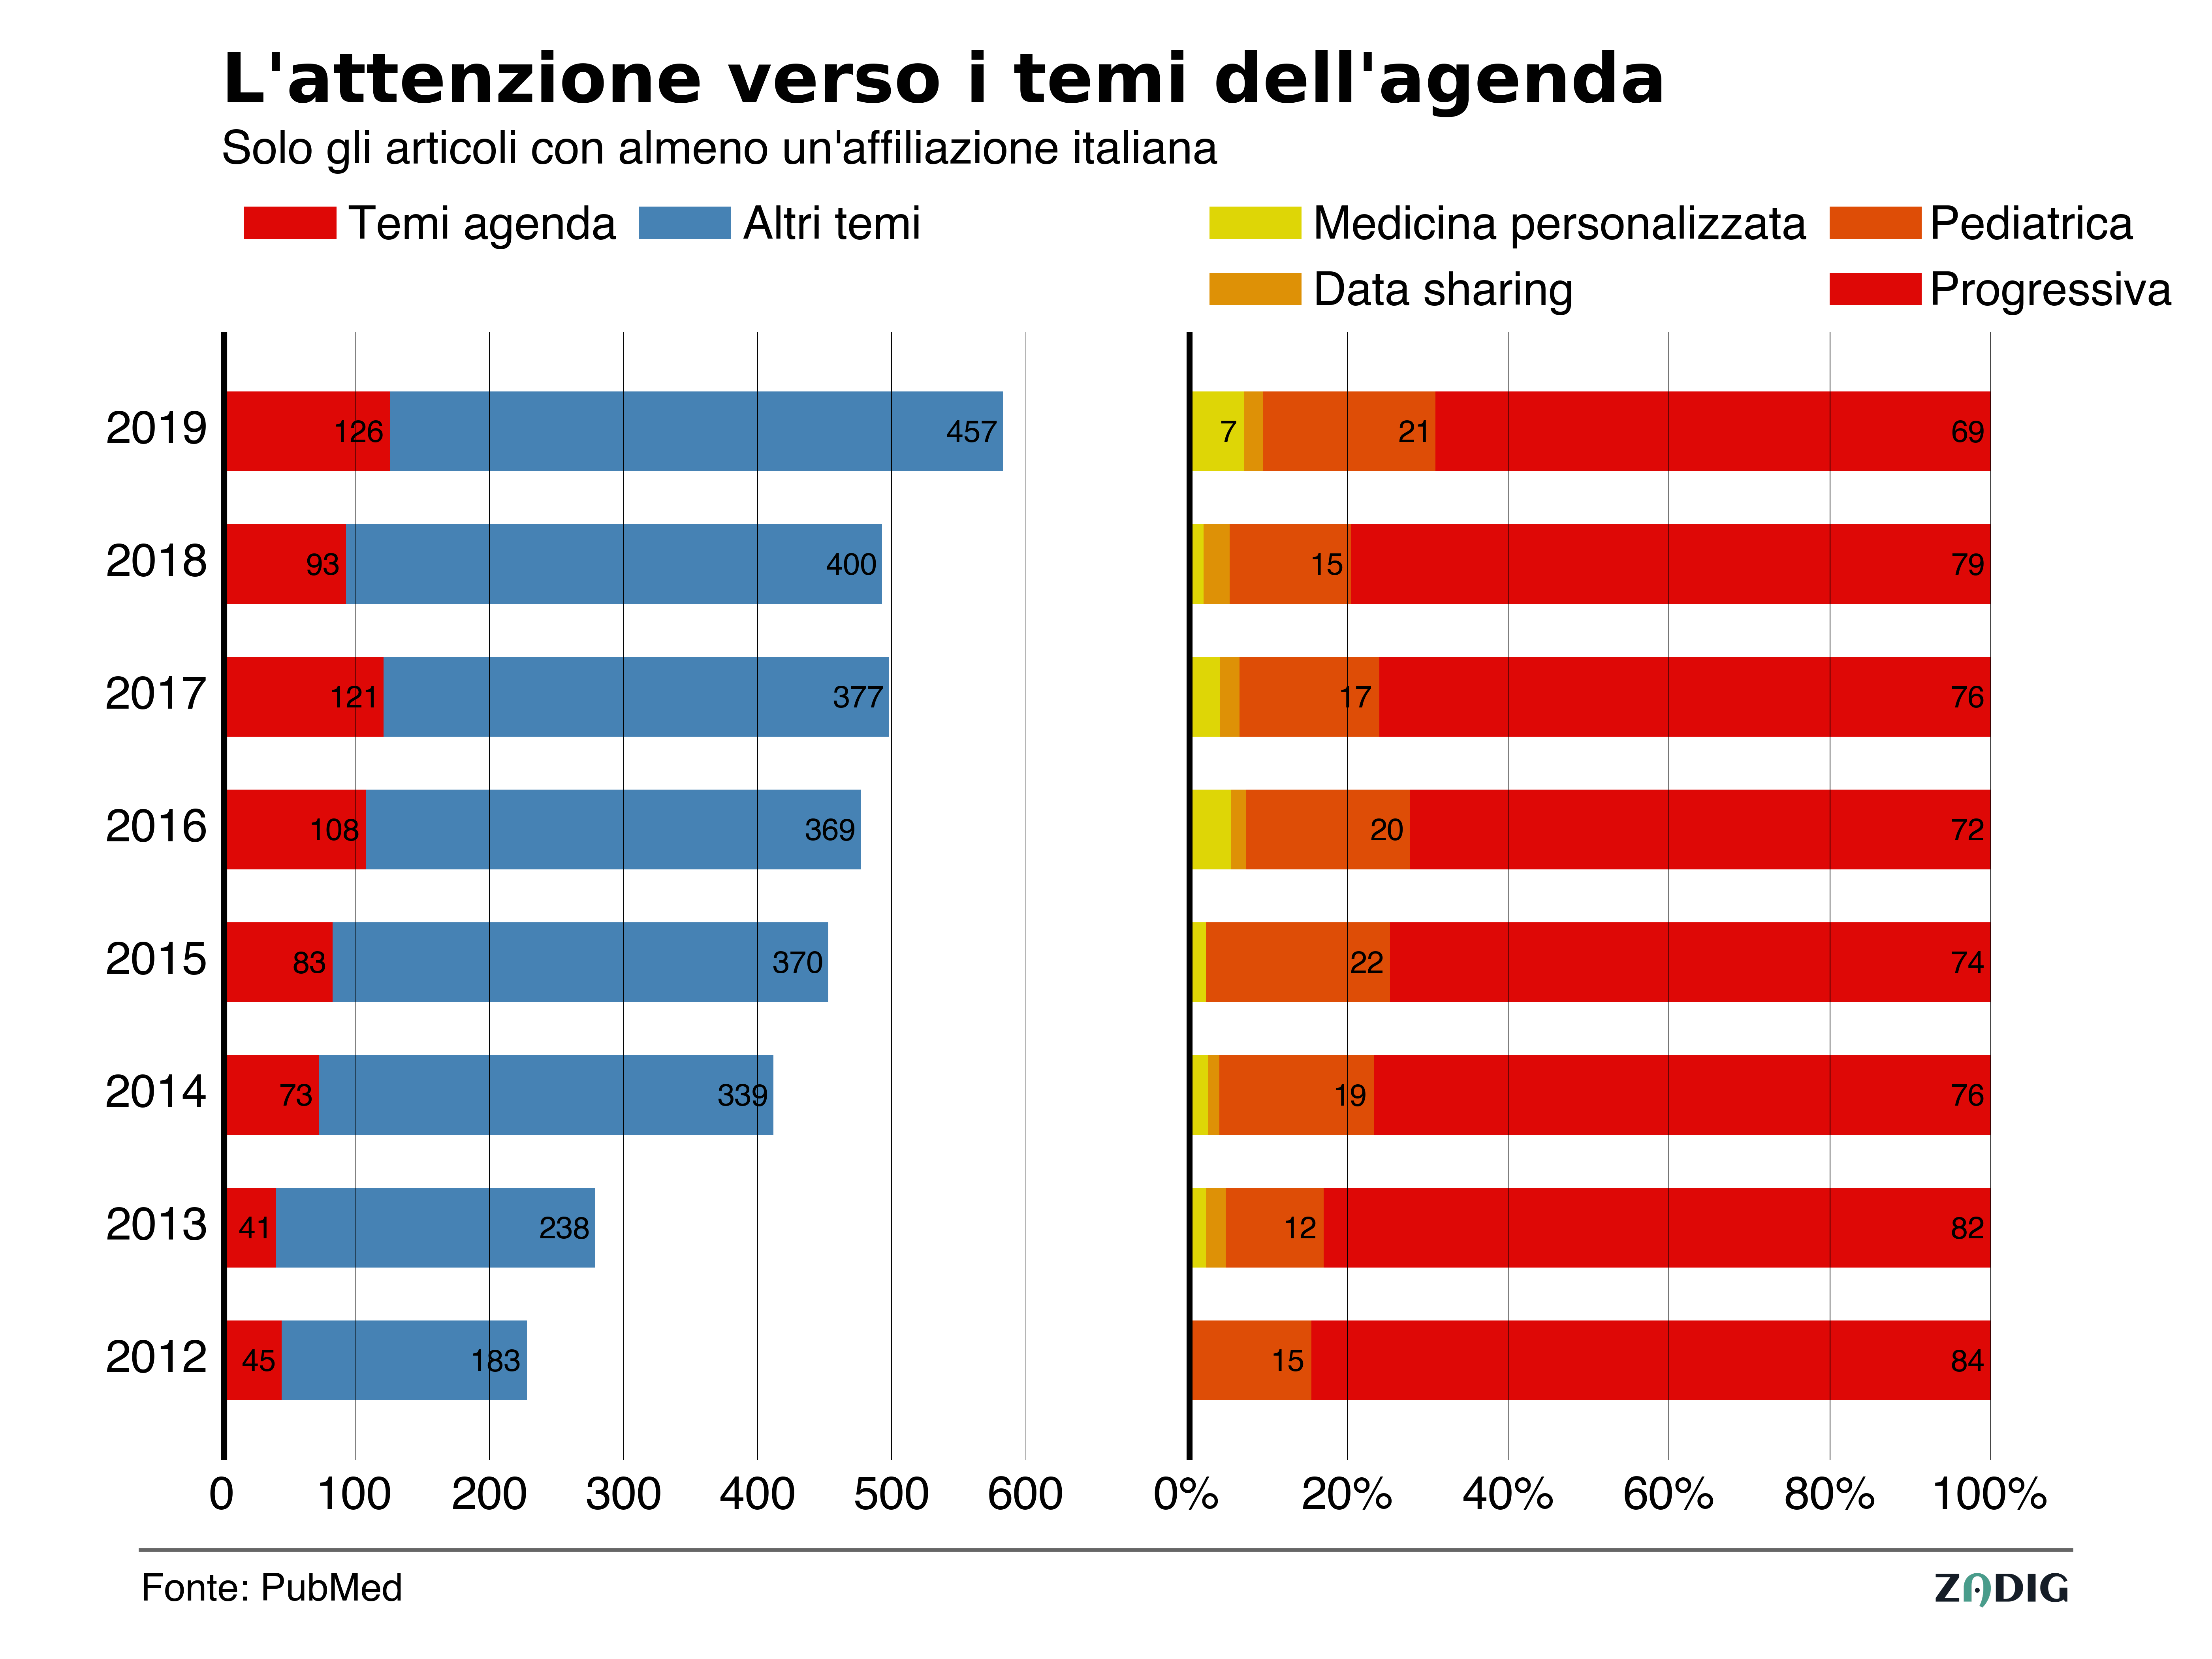 L'attenzione verso i temi dell'agenda
Solo gli articoli con almeno un'affiliazione italiana
Temi agenda Altri temi
Medicina personalizzata Pediatrica
Data sharing Progressiva
2019 126 457 7 21 69
2018 93 400 15 79
2017 121 377 17 76
2016 108 369 20 72
2015 83 370 22 74
2014 73 339 19 76
2013 41 238 12 82
2012 45 183 15 84
0 100 200 300 400 500 600 0% 20% 40% 60% 80% 100%
Fonte: PubMed ZADIG